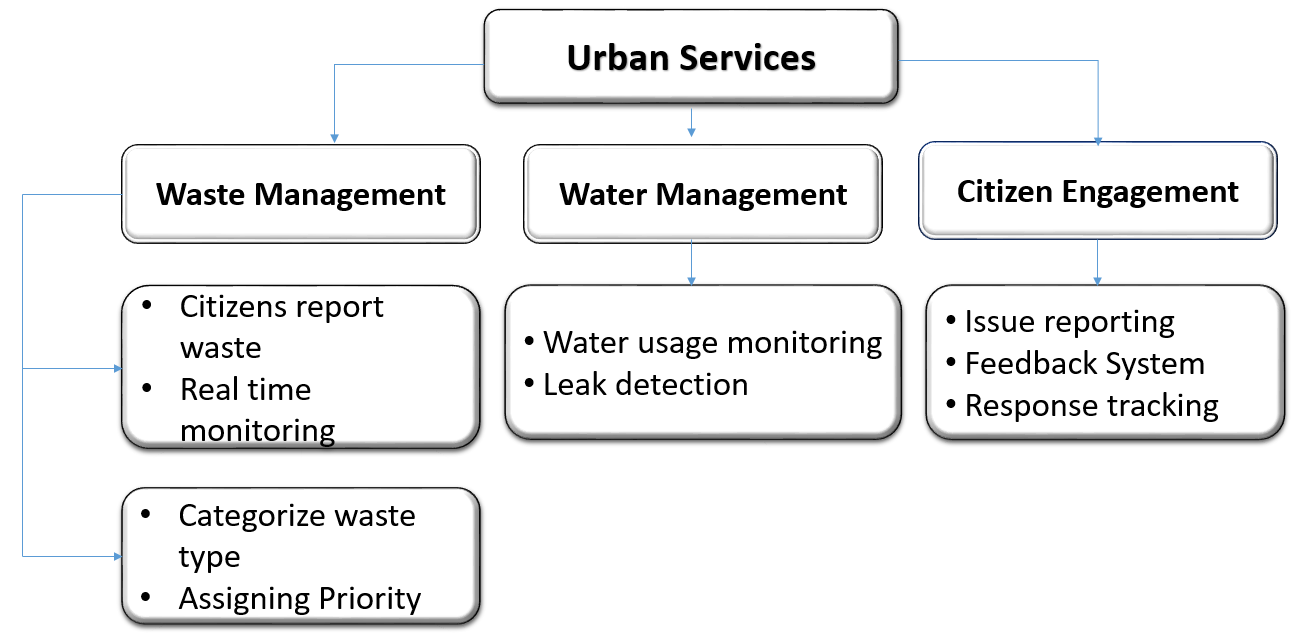 Urban Services
Waste Management
Water Management
Citizen Engagement
• Citizens report
waste
• Real time
monitoring
• Water usage monitoring
• Leak detection
• Issue reporting
• Feedback System
• Response tracking
• Categorize waste
type
• Assigning Priority